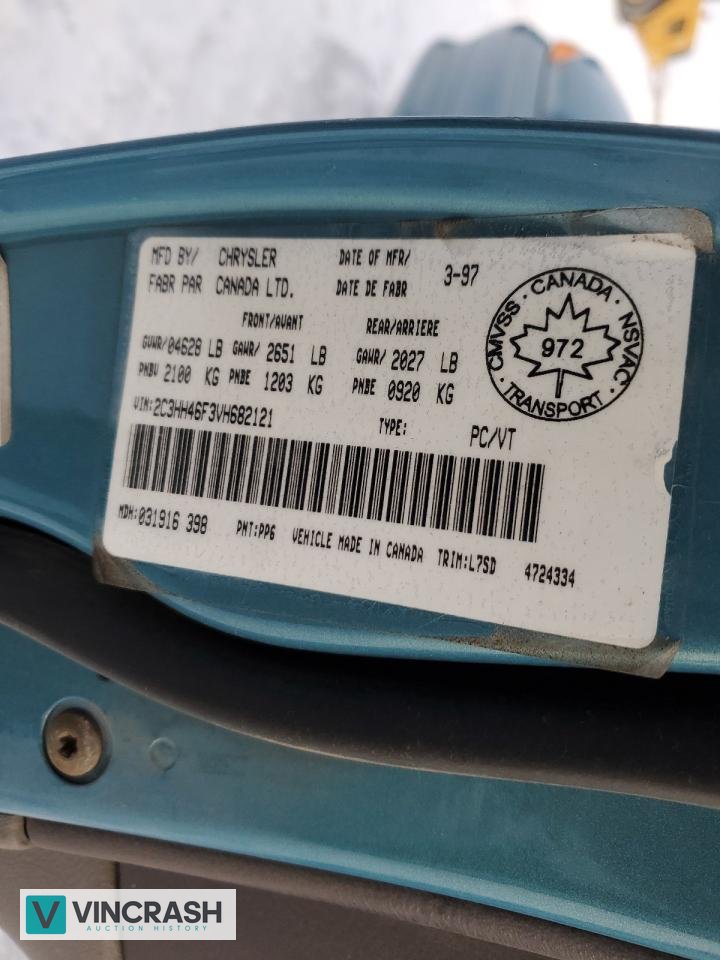 MFD BY/ CHRYSLER DATE OF MFR/ 3-97
FABR PAR CANADA LTD. DATE DE FABR
FRONT/AVANT REAR/ARRIERE
GVWR/04628 LB GAWR/ 2651 LB GAWR/ 2027 LB
PNBV 2100 KG PNBE 1203 KG PNBE 0920 KG
VIN:2C3HH46F3VH682121 TYPE: PC/VT
MDH:031916 398 PNT:PP6 VEHICLE MADE IN CANADA TRIM:L7SD 4724334
CMVSS · CANADA · NSVAC · TRANSPORT ·
972
V VINCRASH
AUCTION HISTORY